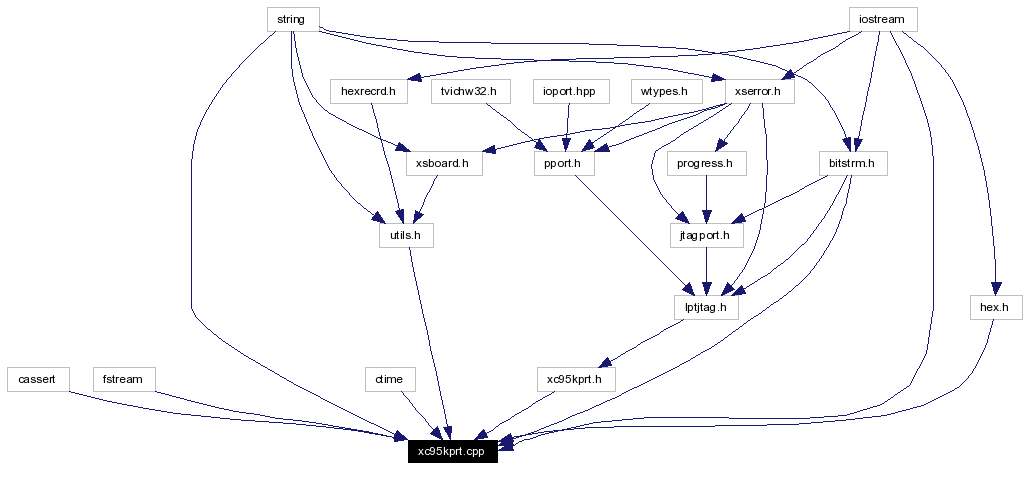 string
iostream
hexrecrd.h
tvichw32.h
ioport.hpp
wtypes.h
xserror.h
xsboard.h
pport.h
progress.h
bitstrm.h
utils.h
jtagport.h
lptjtag.h
hex.h
cassert
fstream
ctime
xc95kprt.h
xc95kprt.cpp